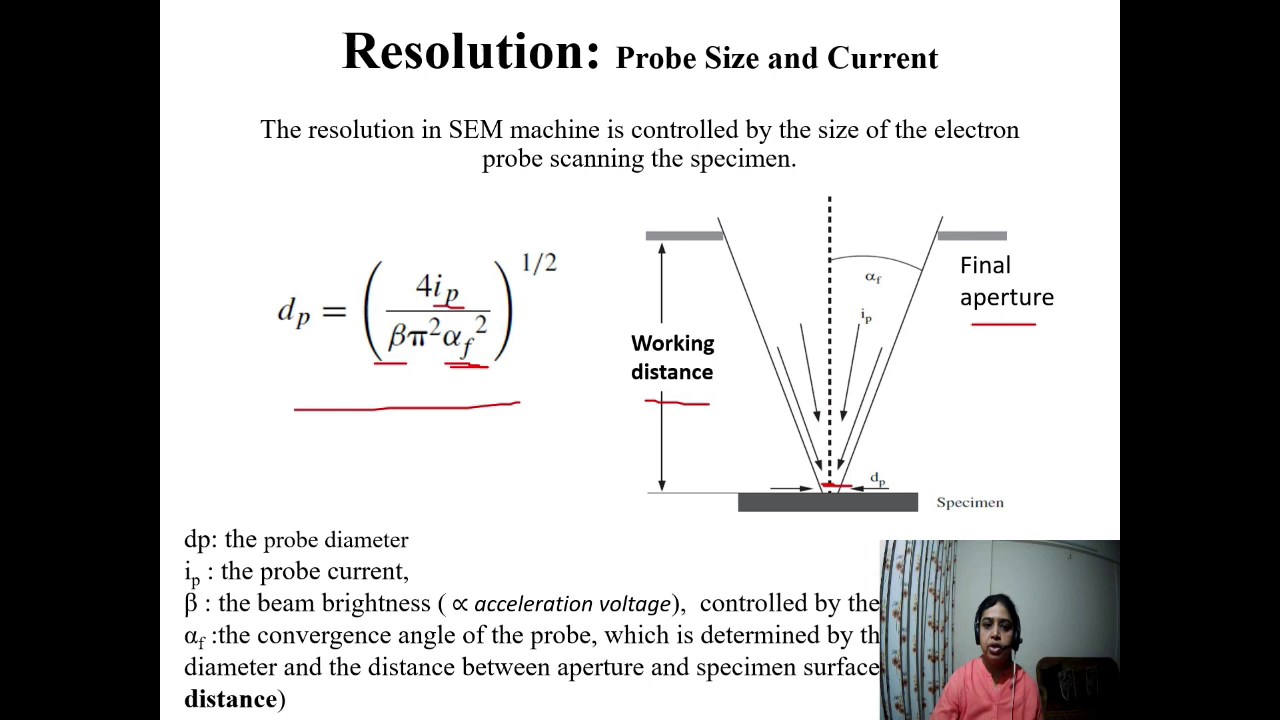 Resolution: Probe Size and Current
The resolution in SEM machine is controlled by the size of the electron
probe scanning the specimen.
d_p = (4i_p / βπ²α_f²)^1/2
α_f
i_p
Final
aperture
Working
distance
d_p
Specimen
dp: the probe diameter
i_p : the probe current,
β : the beam brightness ( ∝ acceleration voltage), controlled by the
α_f :the convergence angle of the probe, which is determined by th
diameter and the distance between aperture and specimen surface
distance)